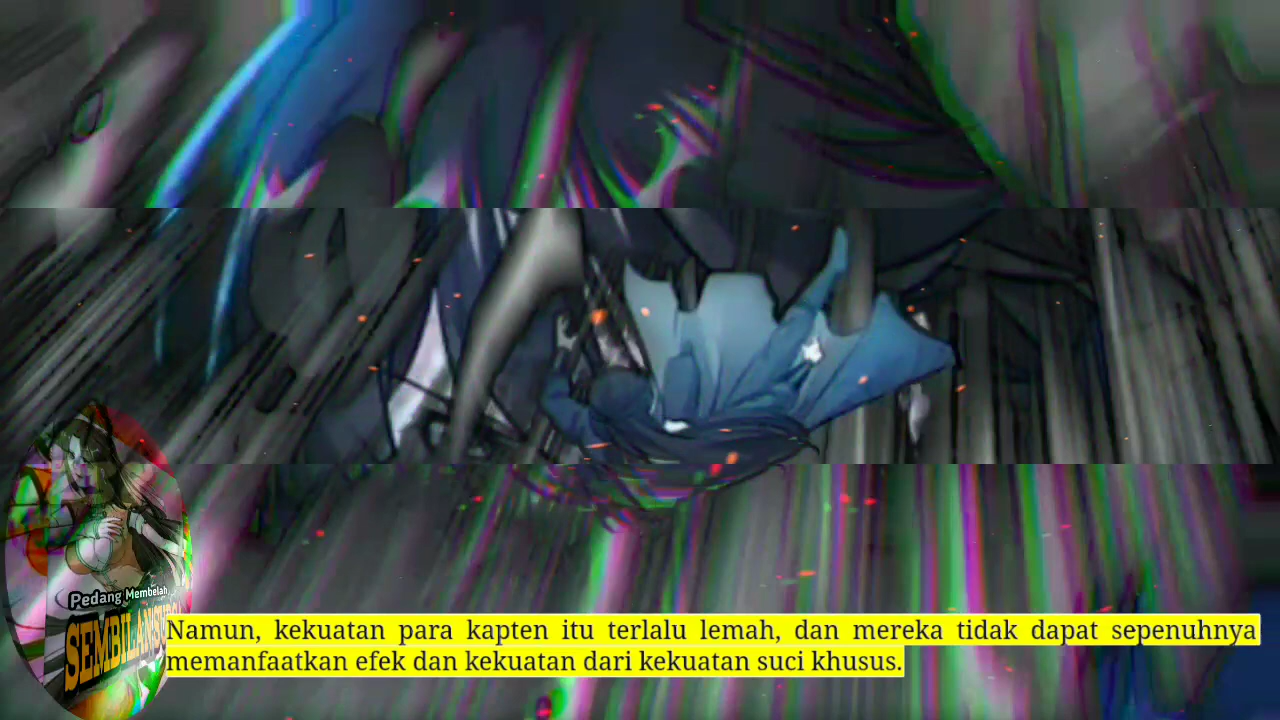 Pedang Membelah
SEMBILAN
Namun, kekuatan para kapten itu terlalu lemah, dan mereka tidak dapat sepenuhnya
memanfaatkan efek dan kekuatan dari kekuatan suci khusus.